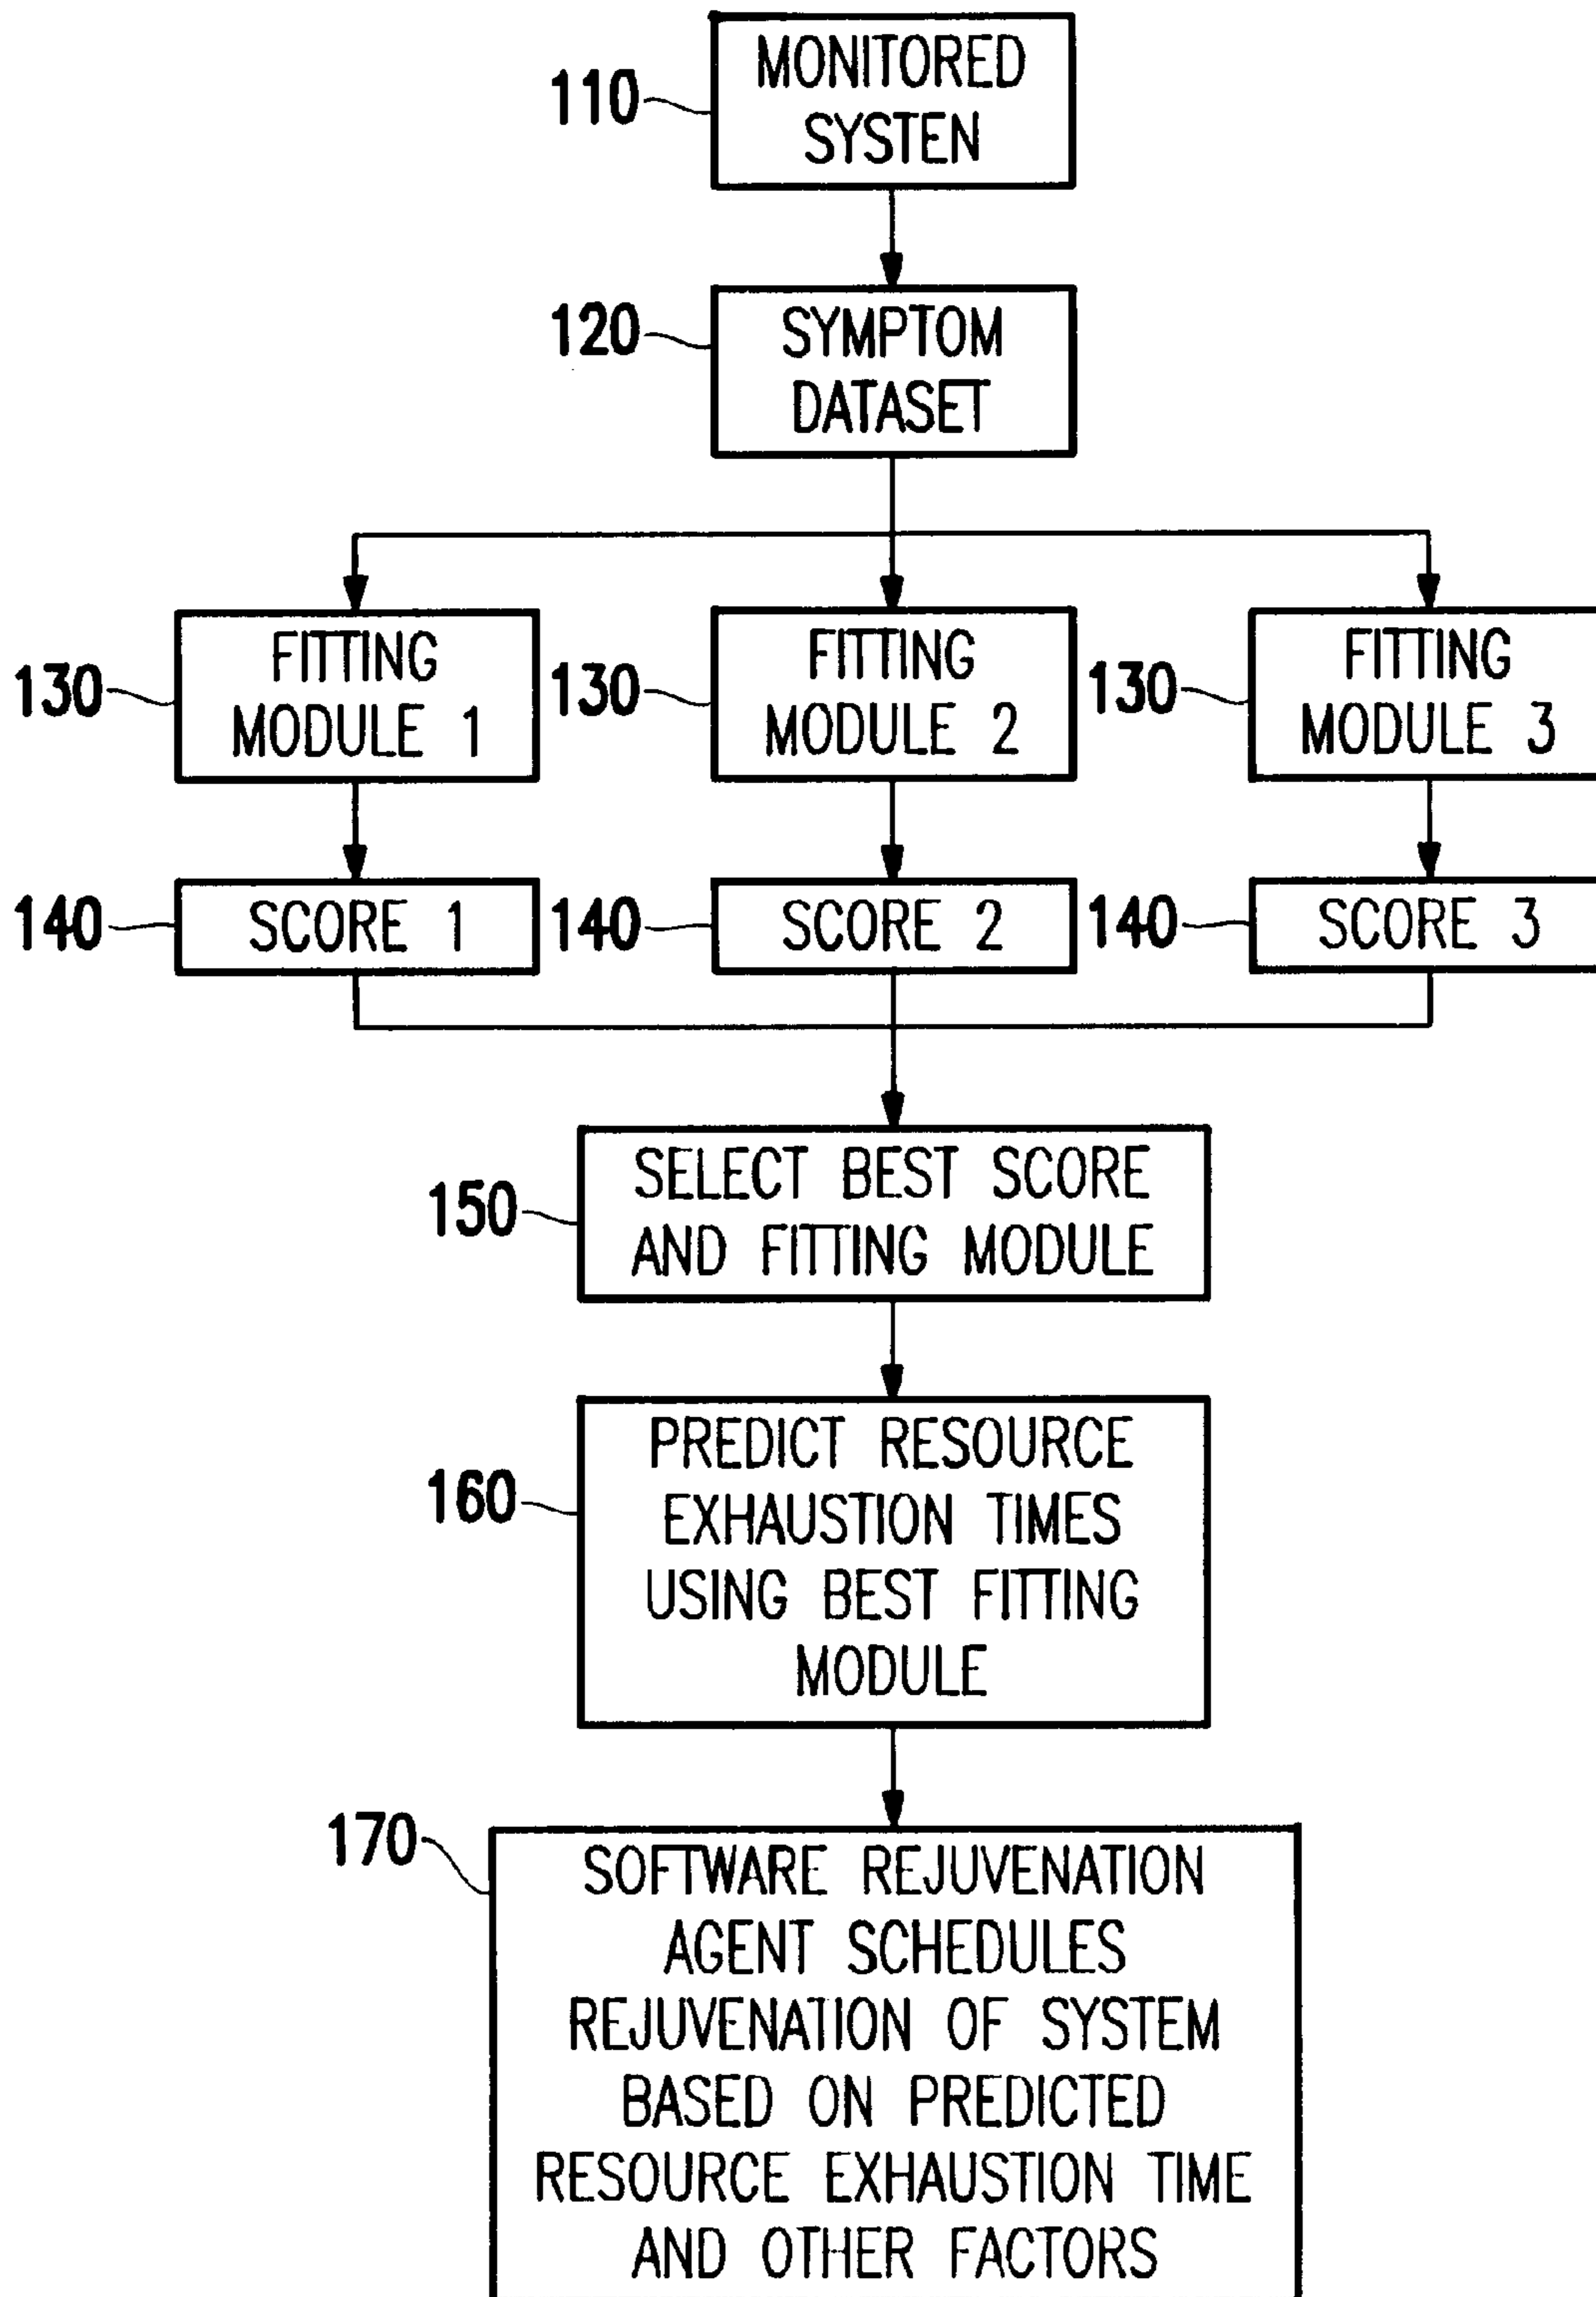 110
MONITORED
SYSTEN
120
SYMPTOM
DATASET
130
FITTING
MODULE 1
130
FITTING
MODULE 2
130
FITTING
MODULE 3
140
SCORE 1
140
SCORE 2
140
SCORE 3
150
SELECT BEST SCORE
AND FITTING MODULE
160
PREDICT RESOURCE
EXHAUSTION TIMES
USING BEST FITTING
MODULE
170
SOFTWARE REJUVENATION
AGENT SCHEDULES
REJUVENATION OF SYSTEM
BASED ON PREDICTED
RESOURCE EXHAUSTION TIME
AND OTHER FACTORS